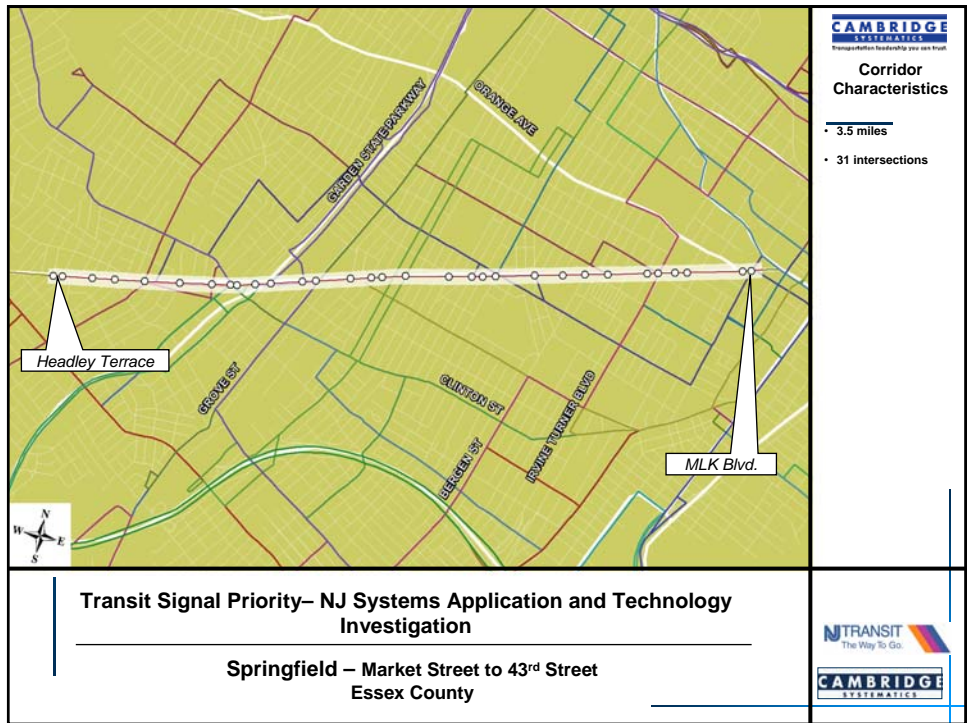 CAMBRIDGE
SYSTEMATICS
Transportation leadership you can trust.
Corridor
Characteristics
• 3.5 miles
• 31 intersections
ORANGE AVE
GARDEN STATE PARKWAY
Headley Terrace
GROVE ST
CLINTON ST
BERGEN ST
IRVINE TURNER BLVD
MLK Blvd.
N
W
E
S
Transit Signal Priority– NJ Systems Application and Technology
Investigation
Springfield – Market Street to 43rd Street
Essex County
NJTRANSIT
The Way To Go.
CAMBRIDGE
SYSTEMATICS